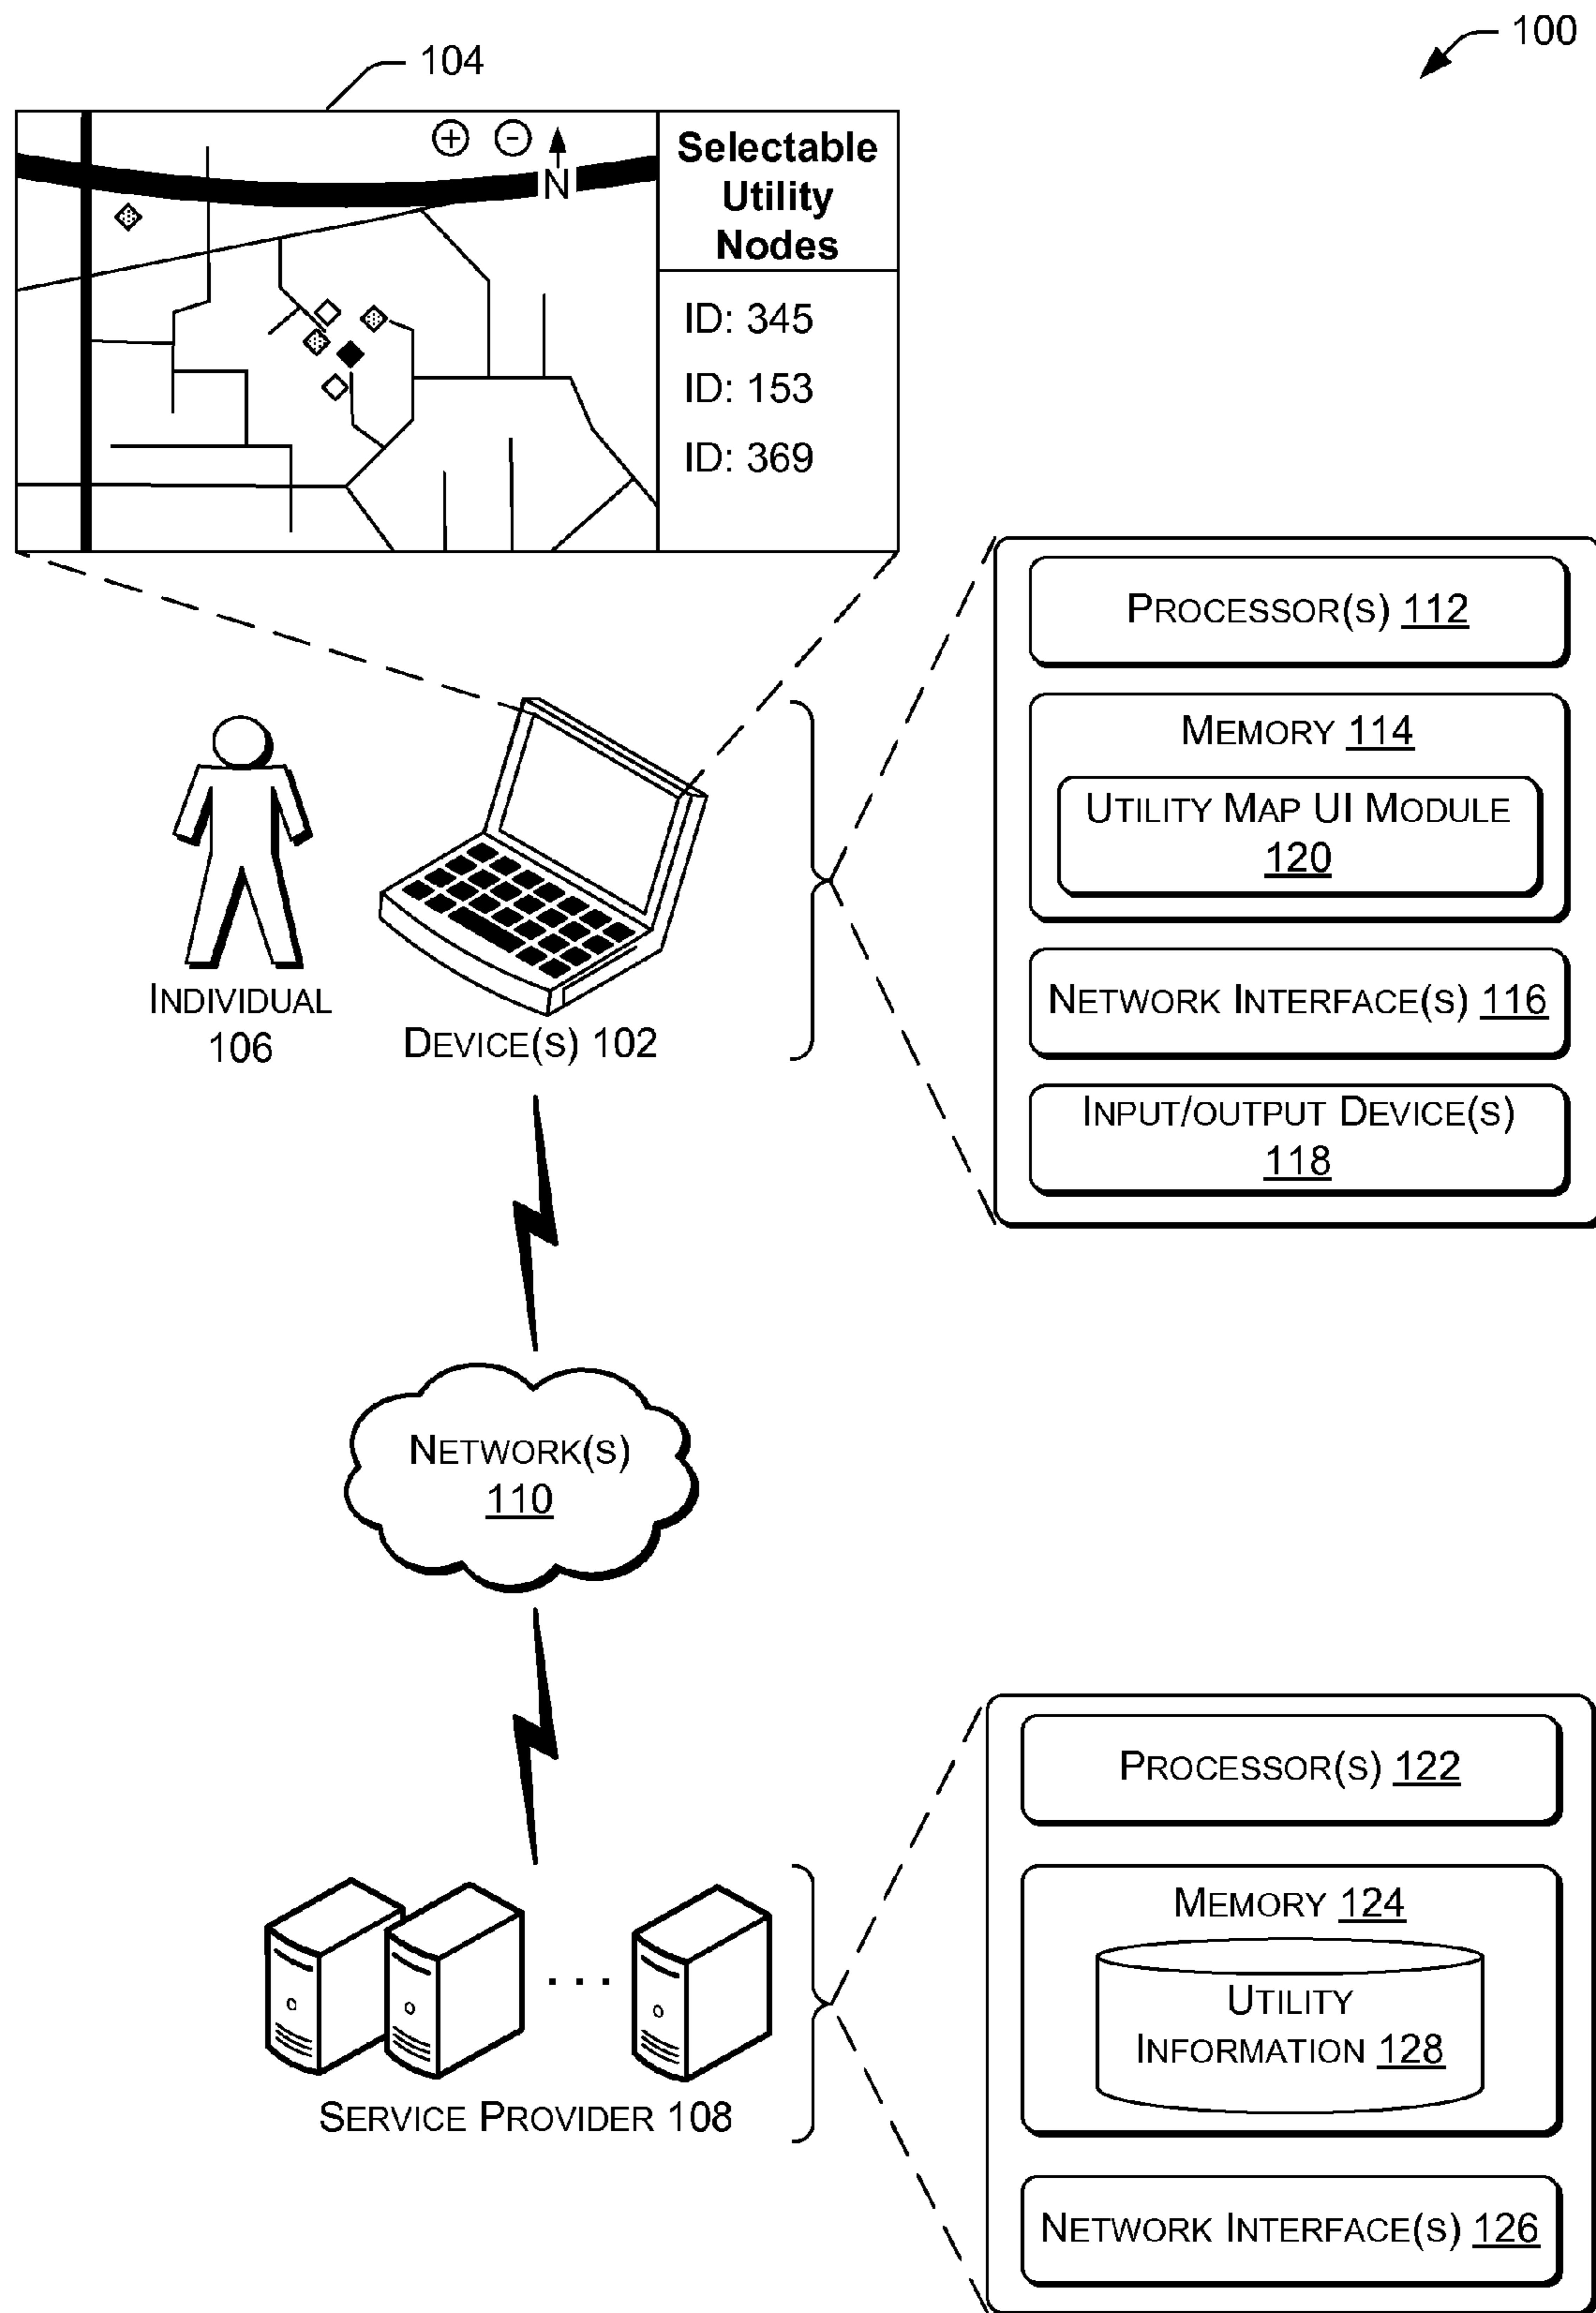 100
104
+ -
N
Selectable
Utility
Nodes
ID: 345
ID: 153
ID: 369
PROCESSOR(S) 112
MEMORY 114
UTILITY MAP UI MODULE
120
NETWORK INTERFACE(S) 116
INPUT/OUTPUT DEVICE(S)
118
INDIVIDUAL
106
DEVICE(S) 102
NETWORK(S)
110
PROCESSOR(S) 122
MEMORY 124
UTILITY
INFORMATION 128
NETWORK INTERFACE(S) 126
. . .
SERVICE PROVIDER 108